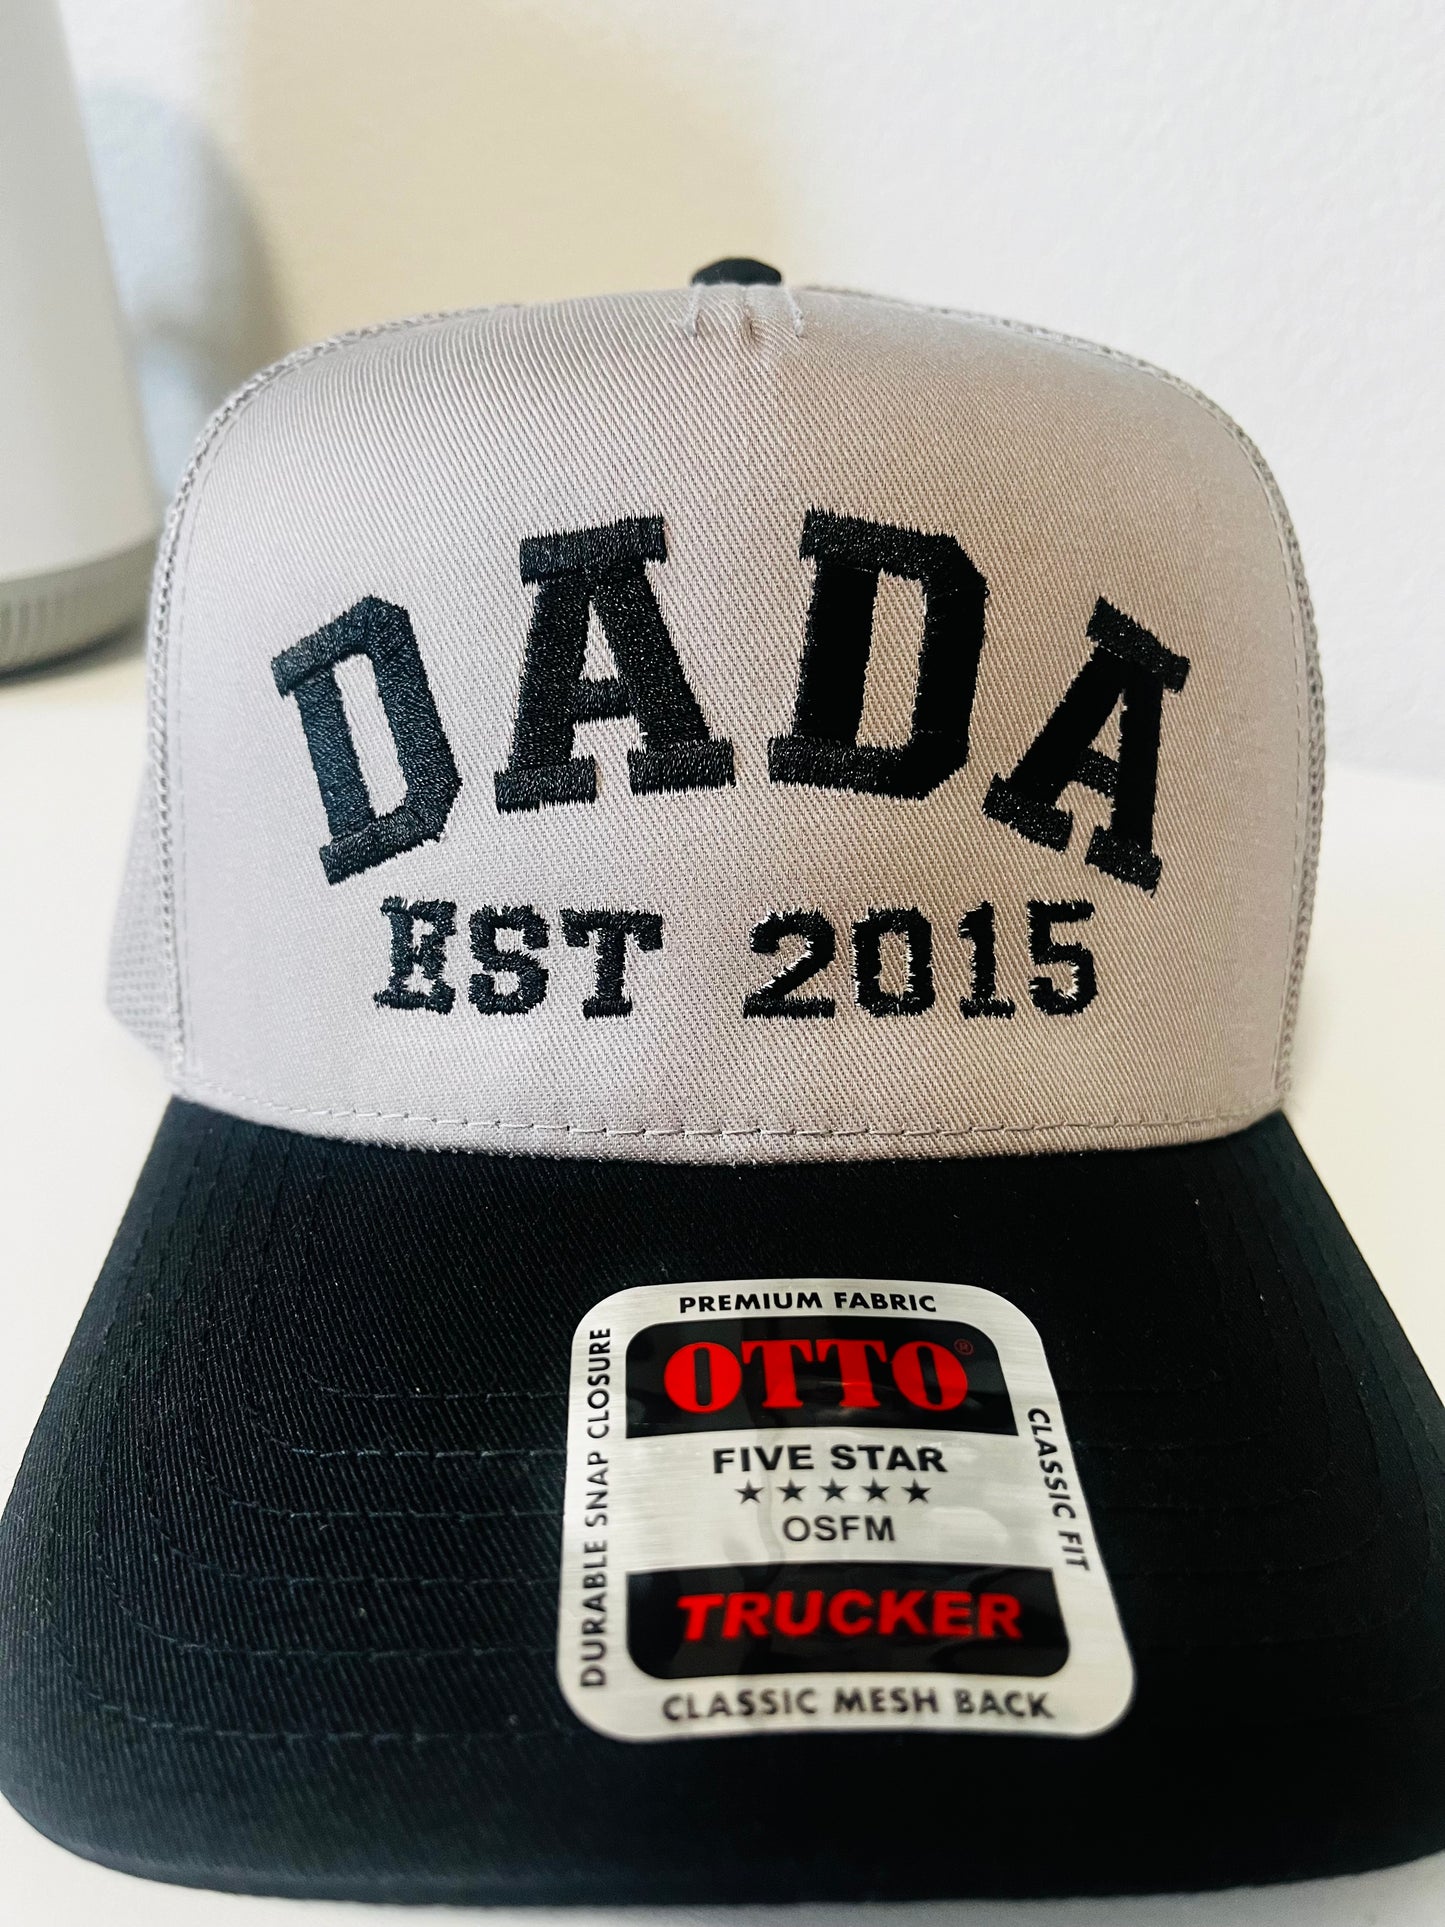 DADA
EST 2015
PREMIUM FABRIC
DURABLE SNAP CLOSURE
OTTO®
FIVE STAR
★★★★★
OSFM
TRUCKER
CLASSIC FIT
CLASSIC MESH BACK